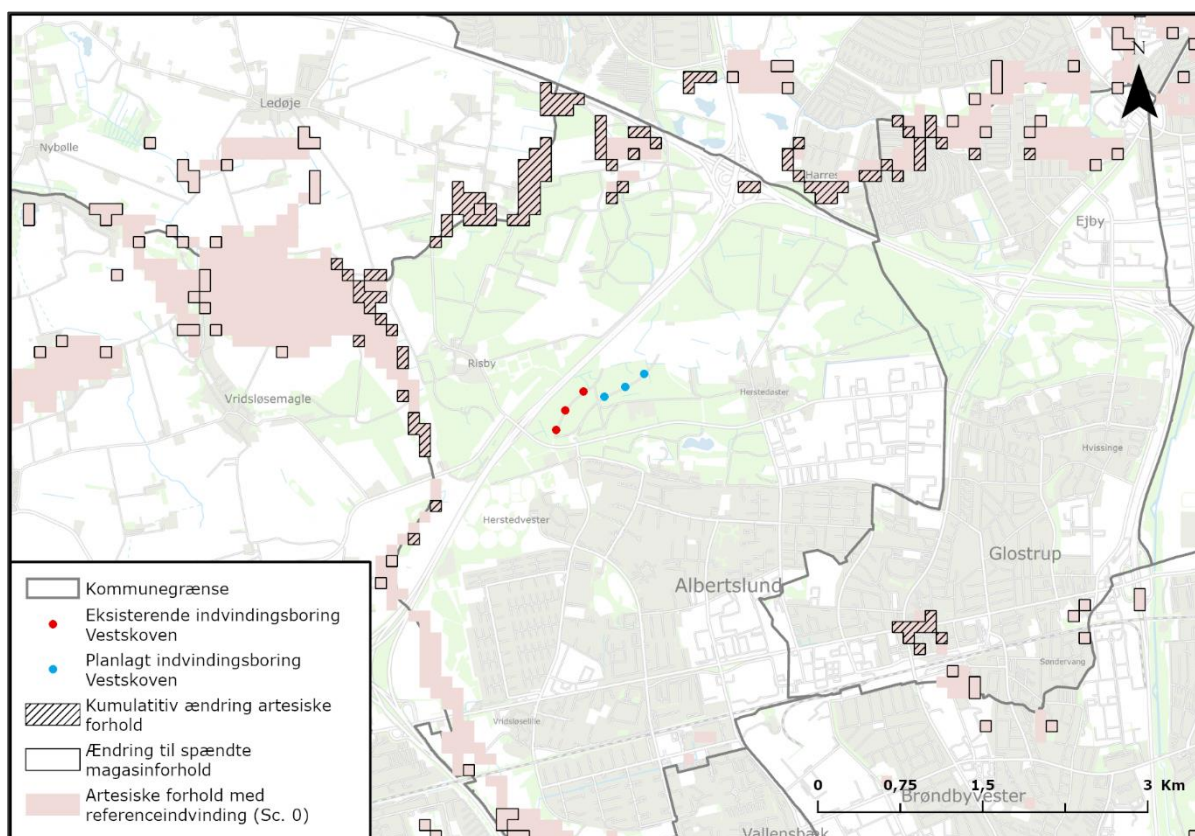 N
Ledøje
Nybølle
Harres
Ejby
Risby
Herstedøster
Vridsløsemagle
Hvissinge
Herstedvester
Glostrup
Albertslund
Søndervang
Vridsløselille
Brøndbyvester
Vallensbæk
Kommunegrænse
Eksisterende indvindingsboring
Vestskoven
Planlagt indvindingsboring
Vestskoven
Kumulatitiv ændring artesiske
forhold
Ændring til spændte
magasinforhold
Artesiske forhold med
referenceindvinding (Sc. 0)
0 0,75 1,5 3 Km